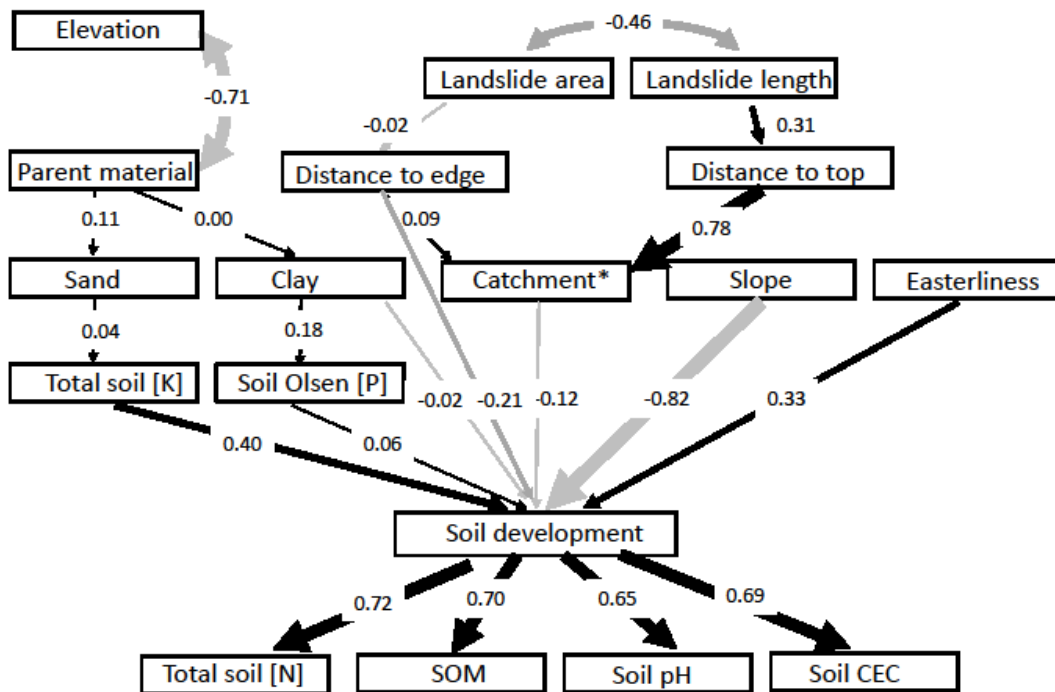 Elevation
-0.46
Landslide area
Landslide length
-0.71
-0.02
0.31
Parent material
Distance to edge
Distance to top
0.11
0.00
0.09
0.78
Sand
Clay
Catchment*
Slope
Easterliness
0.04
0.18
Total soil [K]
Soil Olsen [P]
-0.02
-0.21
-0.12
-0.82
0.33
0.40
0.06
Soil development
0.72
0.70
0.65
0.69
Total soil [N]
SOM
Soil pH
Soil CEC